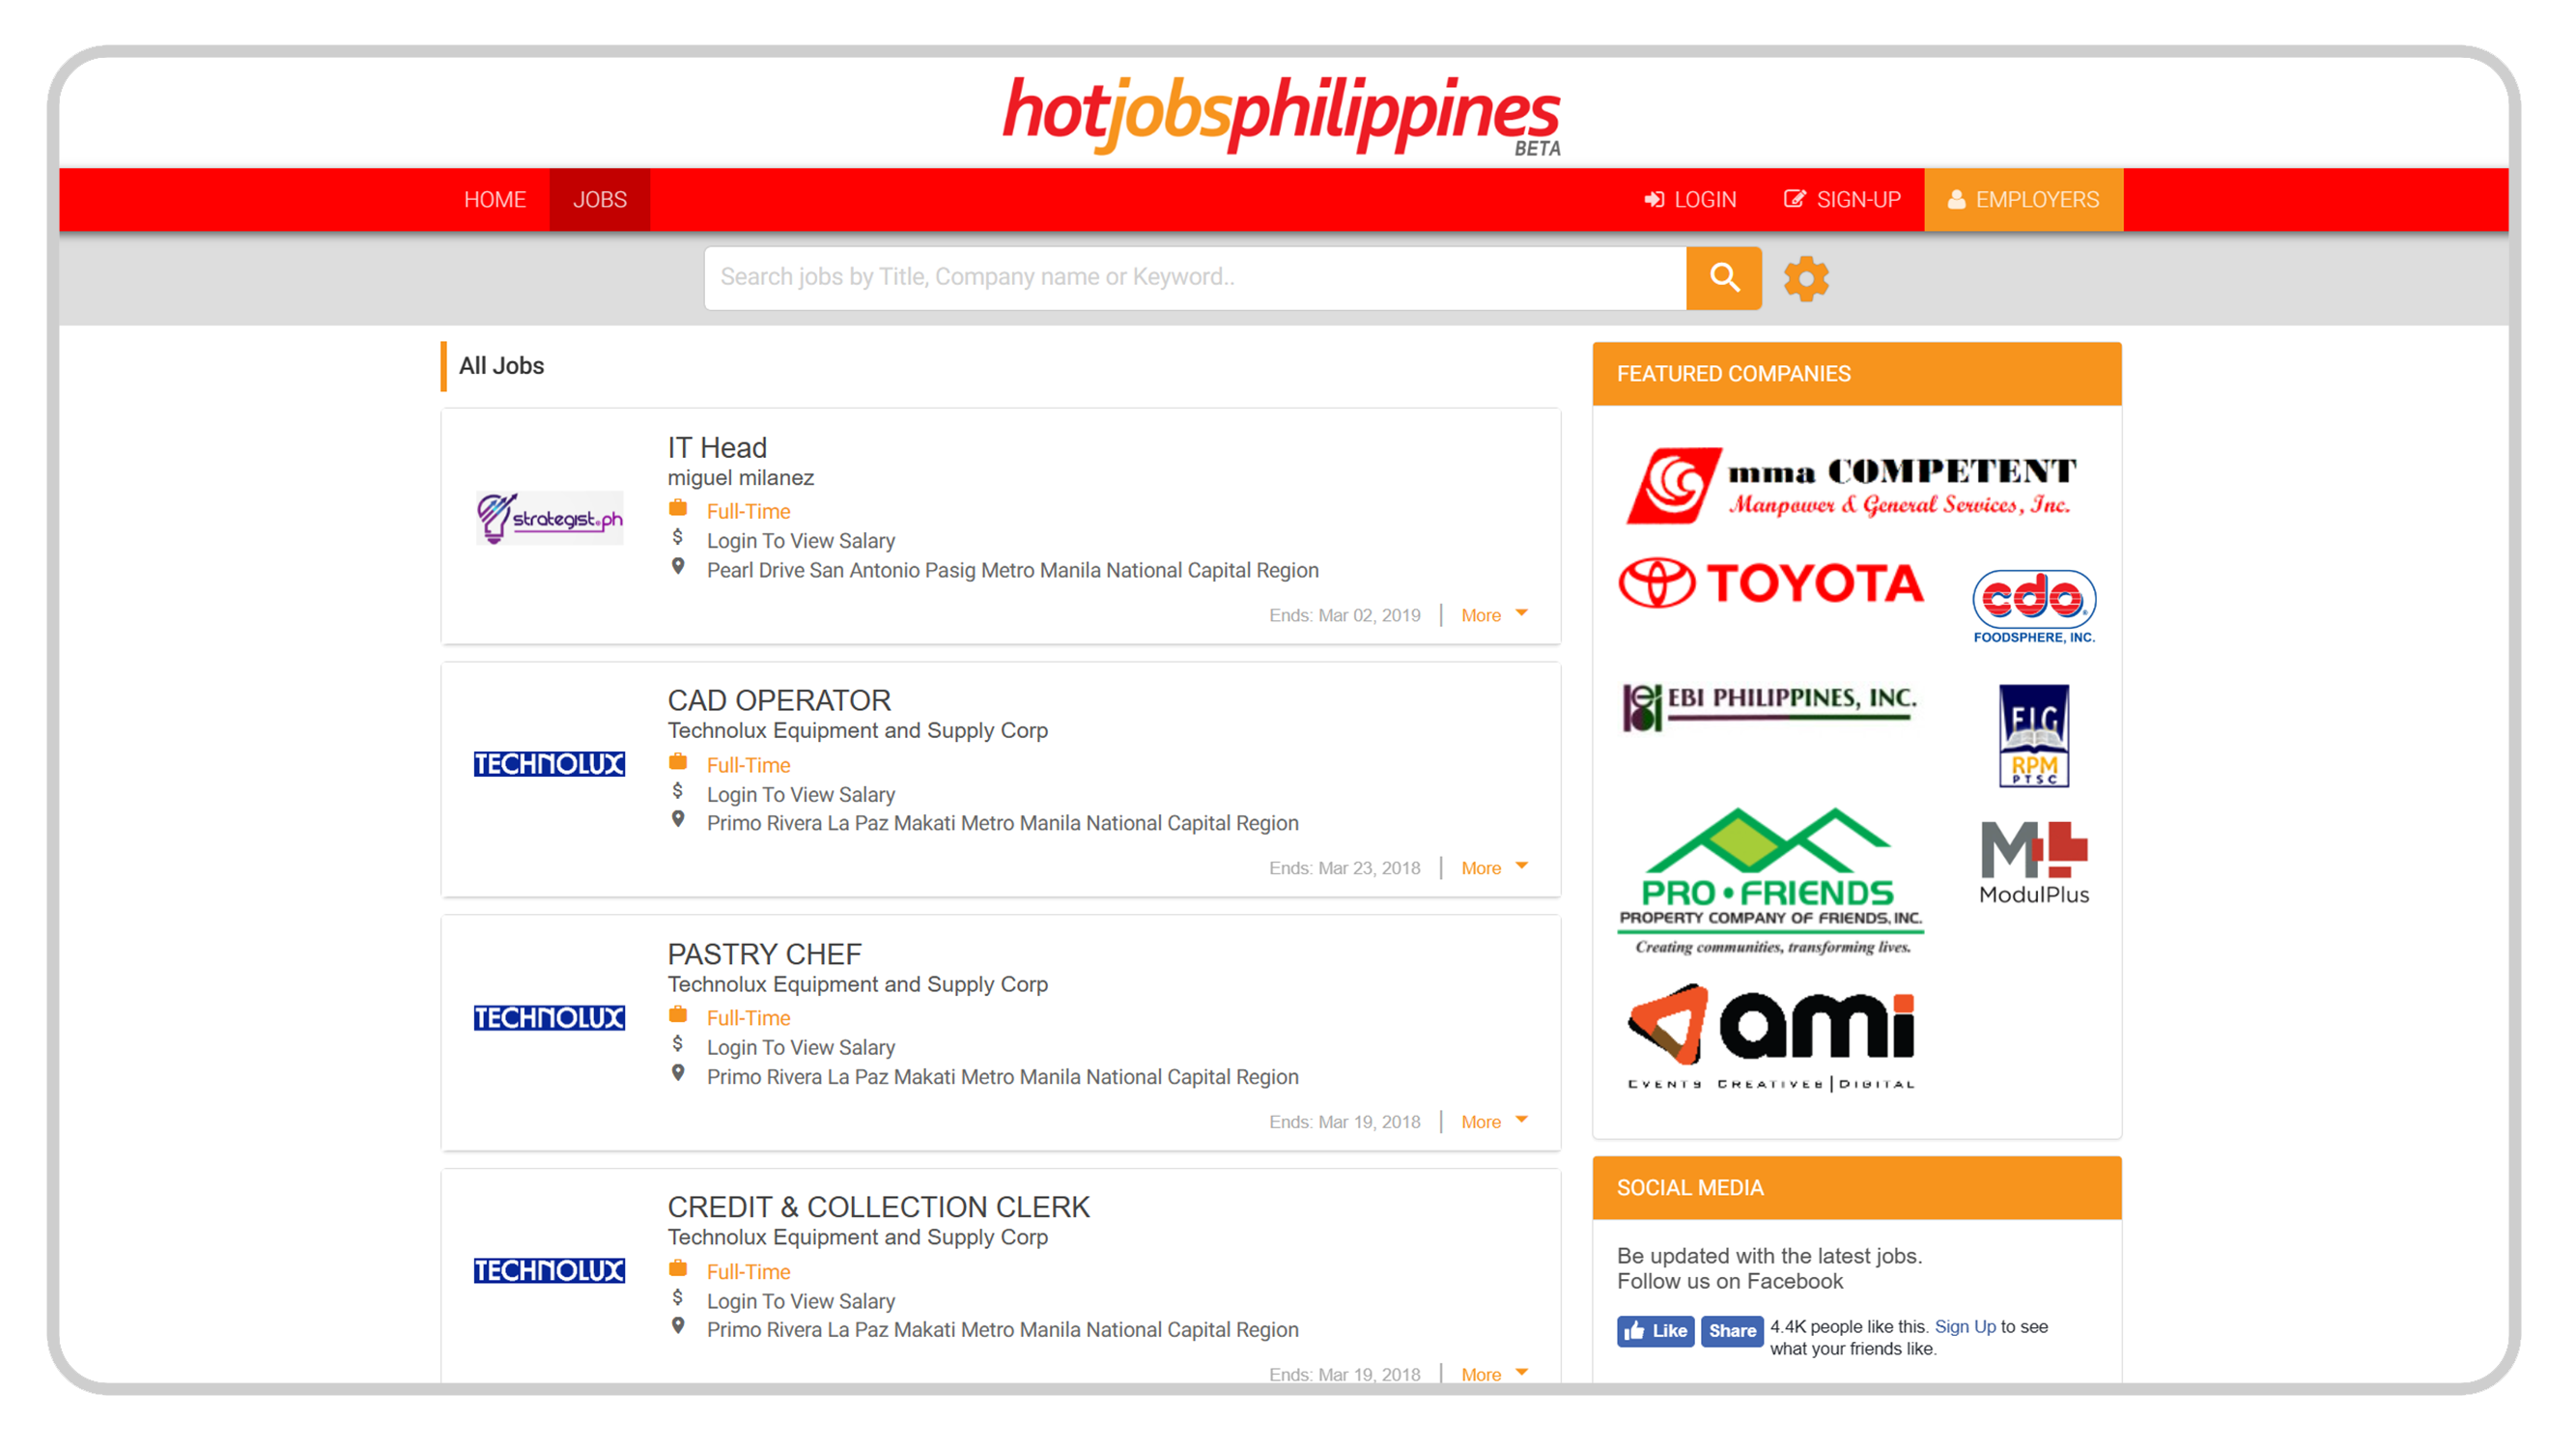 hotjobsphilippines
BETA
HOME JOBS LOGIN SIGN-UP EMPLOYERS
Search jobs by Title, Company name or Keyword..
All Jobs
IT Head
miguel milanez
strategist.ph
Full-Time
Login To View Salary
Pearl Drive San Antonio Pasig Metro Manila National Capital Region
Ends: Mar 02, 2019 | More
CAD OPERATOR
Technolux Equipment and Supply Corp
TECHNOLUX
Full-Time
Login To View Salary
Primo Rivera La Paz Makati Metro Manila National Capital Region
Ends: Mar 23, 2018 | More
PASTRY CHEF
Technolux Equipment and Supply Corp
TECHNOLUX
Full-Time
Login To View Salary
Primo Rivera La Paz Makati Metro Manila National Capital Region
Ends: Mar 19, 2018 | More
CREDIT & COLLECTION CLERK
Technolux Equipment and Supply Corp
TECHNOLUX
Full-Time
Login To View Salary
Primo Rivera La Paz Makati Metro Manila National Capital Region
Ends: Mar 19, 2018 | More
FEATURED COMPANIES
mma COMPETENT
Manpower & General Services, Inc.
TOYOTA
cdo
FOODSPHERE, INC.
EBI PHILIPPINES, INC.
RPM
PTSC
PRO•FRIENDS
PROPERTY COMPANY OF FRIENDS, INC.
Creating communities, transforming lives.
ModulPlus
ami
EVENTS CREATIVES|DIGITAL
SOCIAL MEDIA
Be updated with the latest jobs.
Follow us on Facebook
Like Share 4.4K people like this. Sign Up to see
what your friends like.